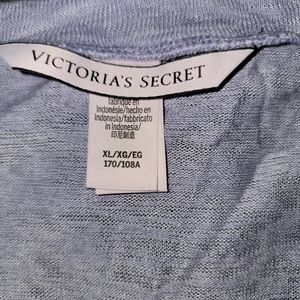 VICTORIA'S SECRET
fabriqué en
Indonésie/hecho en
Indonesia/fabbricato
in Indonesia/
印尼制造
XL/XG/EG
170/108A